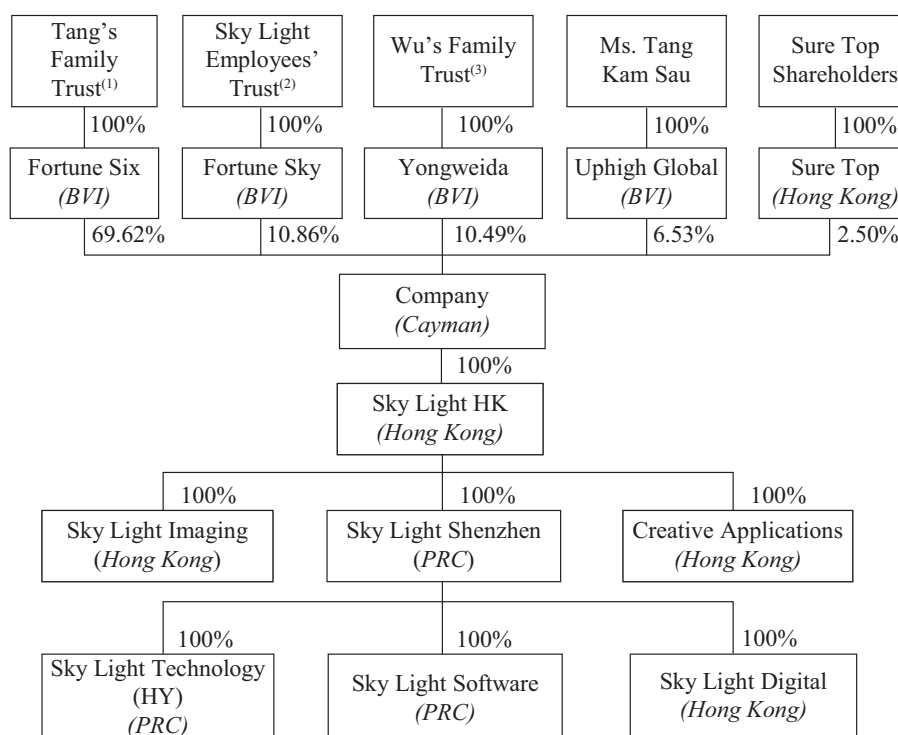 Tang’s
Family
Trust(1)
Sky Light
Employees’
Trust(2)
Wu’s Family
Trust(3)
Ms. Tang
Kam Sau
Sure Top
Shareholders
100%
100%
100%
100%
100%
Fortune Six
(BVI)
Fortune Sky
(BVI)
Yongweida
(BVI)
Uphigh Global
(BVI)
Sure Top
(Hong Kong)
69.62%
10.86%
10.49%
6.53%
2.50%
Company
(Cayman)
100%
Sky Light HK
(Hong Kong)
100%
100%
100%
Sky Light Imaging
(Hong Kong)
Sky Light Shenzhen
(PRC)
Creative Applications
(Hong Kong)
100%
100%
100%
Sky Light Technology
(HY)
(PRC)
Sky Light Software
(PRC)
Sky Light Digital
(Hong Kong)